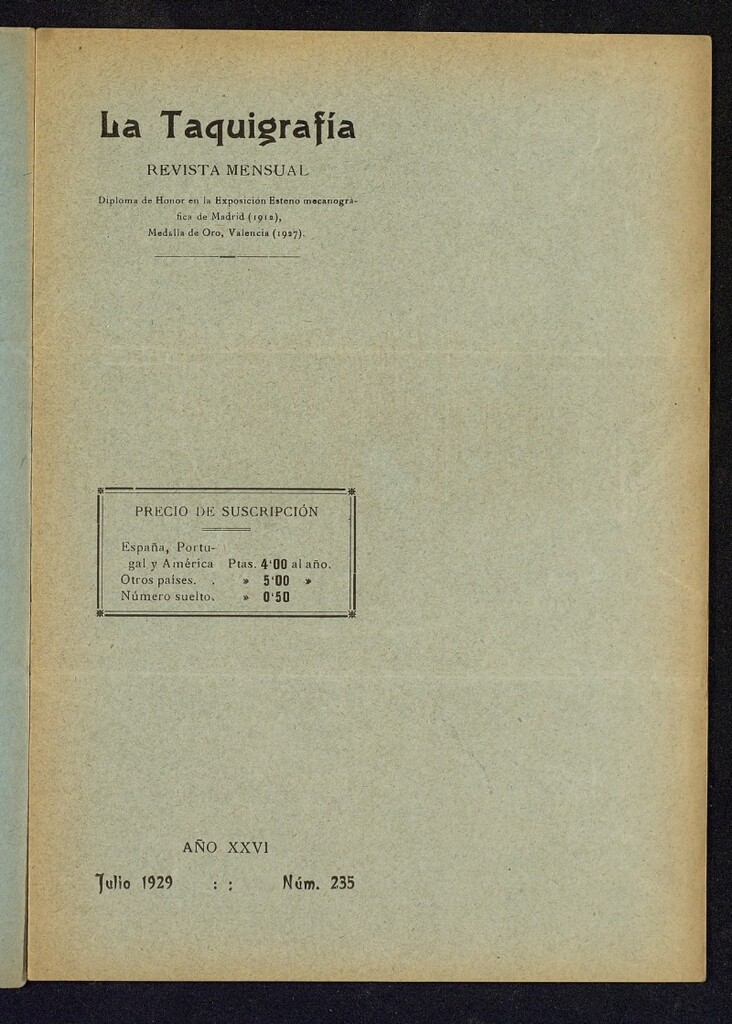 La Taquigrafía
REVISTA MENSUAL
Diploma de Honor en la Exposición Esteno mecanográ-
fica de Madrid (1912),
Medalla de Oro, Valencia (1927).
PRECIO DE SUSCRIPCIÓN
España, Portu-
gal y América Ptas. 4'00 al año.
Otros países. . » 5'00 »
Número suelto. » 0'50
AÑO XXVI
Julio 1929 : : Núm. 235